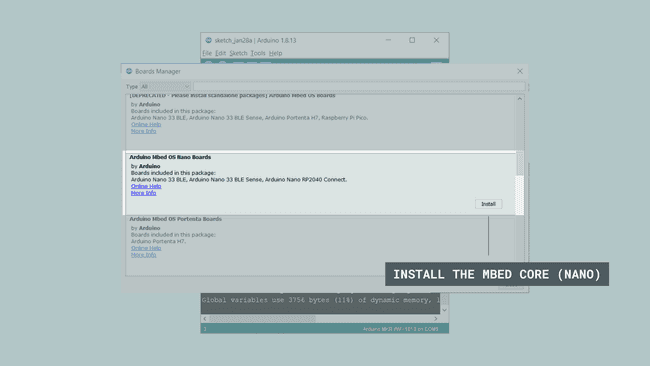 sketch_jan28a | Arduino 1.8.13
File Edit Sketch Tools Help
Boards Manager
Type All
[DEPRECATED - Please install standalone packages] Arduino Mbed OS Boards
by Arduino
Boards included in this package:
Arduino Nano 33 BLE, Arduino Nano 33 BLE Sense, Arduino Portenta H7, Raspberry Pi Pico.
Online Help
More Info
Arduino Mbed OS Nano Boards
by Arduino
Boards included in this package:
Arduino Nano 33 BLE, Arduino Nano 33 BLE Sense, Arduino Nano RP2040 Connect.
Online Help
More Info
Install
Arduino Mbed OS Portenta Boards
by Arduino
Boards included in this package:
Arduino Portenta H7.
Online Help
More Info
INSTALL THE MBED CORE (NANO)
Global variables use 3756 bytes (11%) of dynamic memory, l